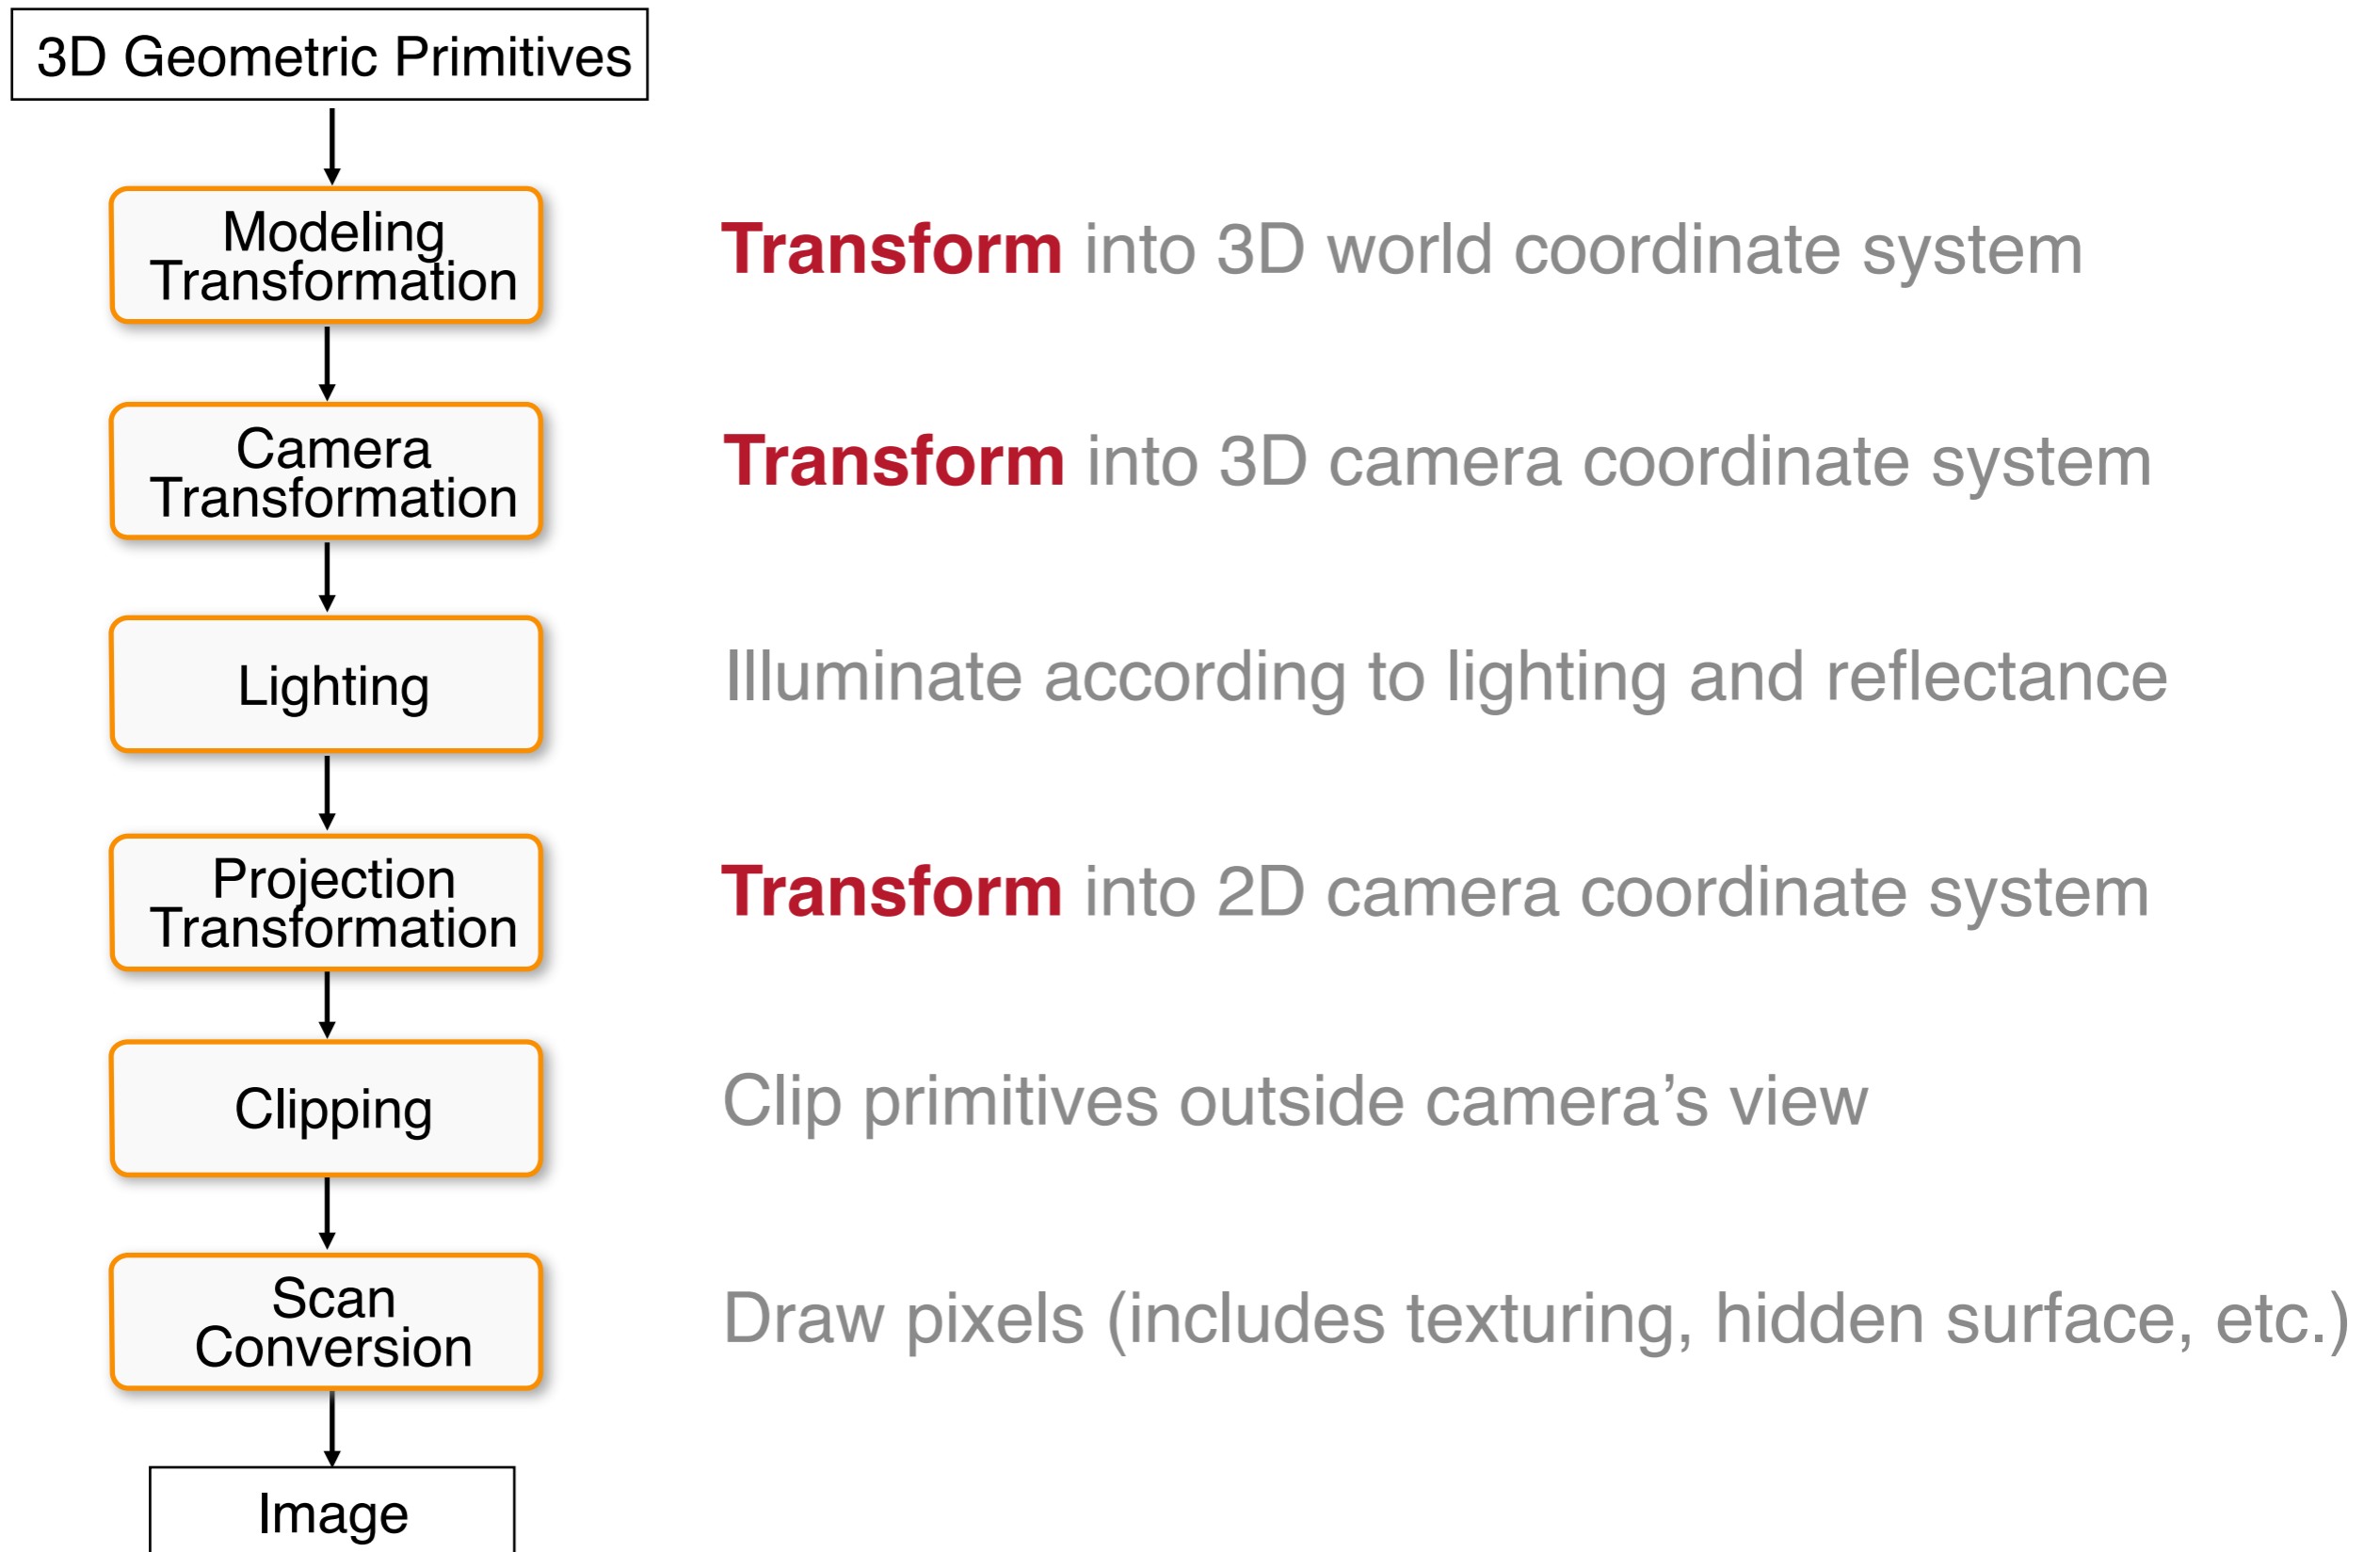 3D Geometric Primitives
Modeling
Transformation
Transform into 3D world coordinate system
Camera
Transformation
Transform into 3D camera coordinate system
Lighting
Illuminate according to lighting and reflectance
Projection
Transformation
Transform into 2D camera coordinate system
Clipping
Clip primitives outside camera’s view
Scan
Conversion
Draw pixels (includes texturing, hidden surface, etc.)
Image